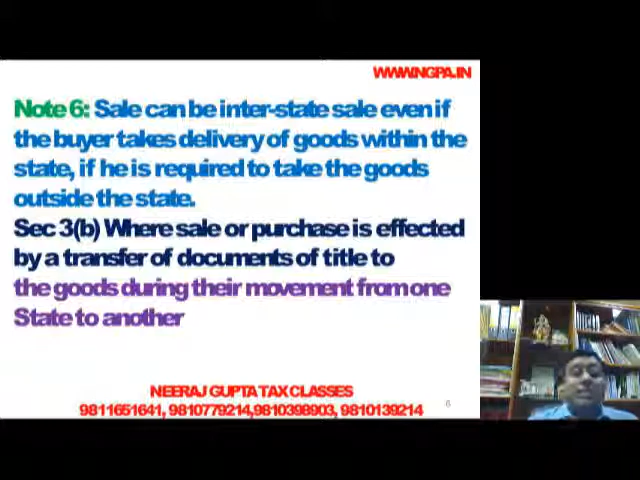 WWW.NGPA.IN
Note 6: Sale can be inter-state sale even if
the buyer takes delivery of goods within the
state, if he is required to take the goods
outside the state.
Sec 3(b) Where sale or purchase is effected
by a transfer of documents of title to
the goods during their movement from one
State to another
NEERAJ GUPTA TAX CLASSES
9811651641, 9810779214,9810398903, 9810139214
6